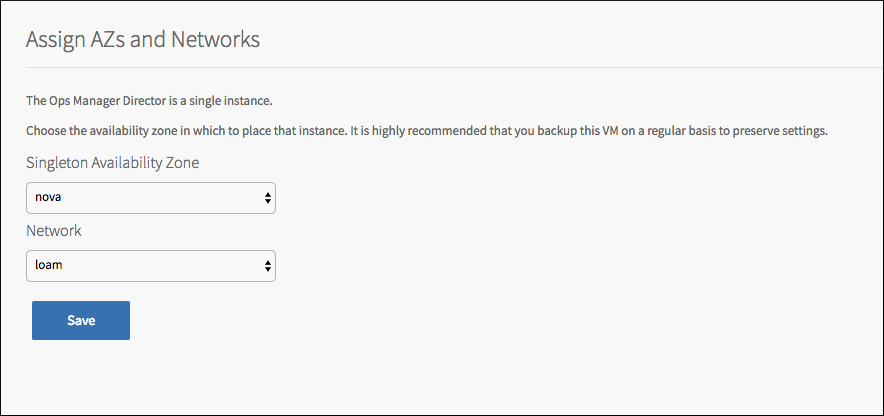 Assign AZs and Networks
The Ops Manager Director is a single instance.
Choose the availability zone in which to place that instance. It is highly recommended that you backup this VM on a regular basis to preserve settings.
Singleton Availability Zone
nova
Network
loam
Save